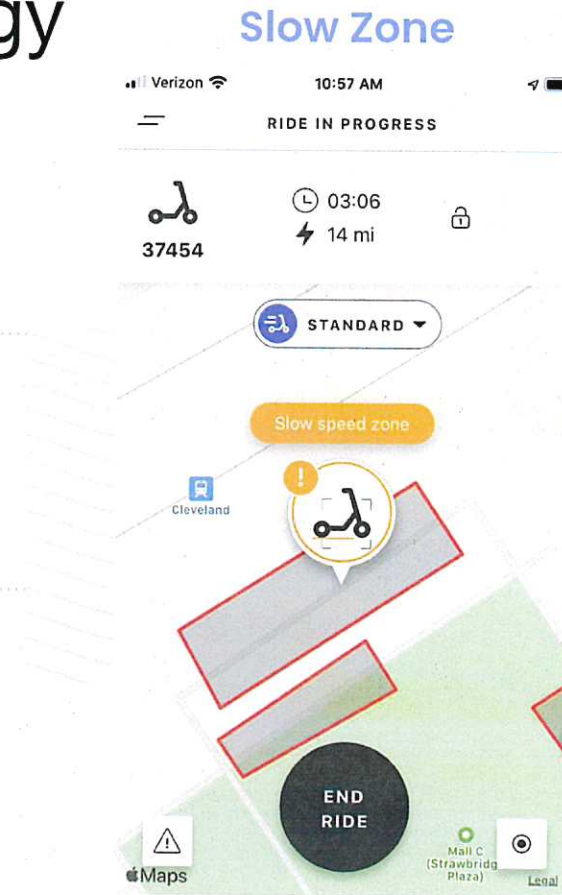 gy
Slow Zone
Verizon
10:57 AM
RIDE IN PROGRESS
37454
03:06
14 mi
STANDARD
Slow speed zone
!
Cleveland
END
RIDE
Mall C
(Strawbridg
Plaza)
Maps
Legal